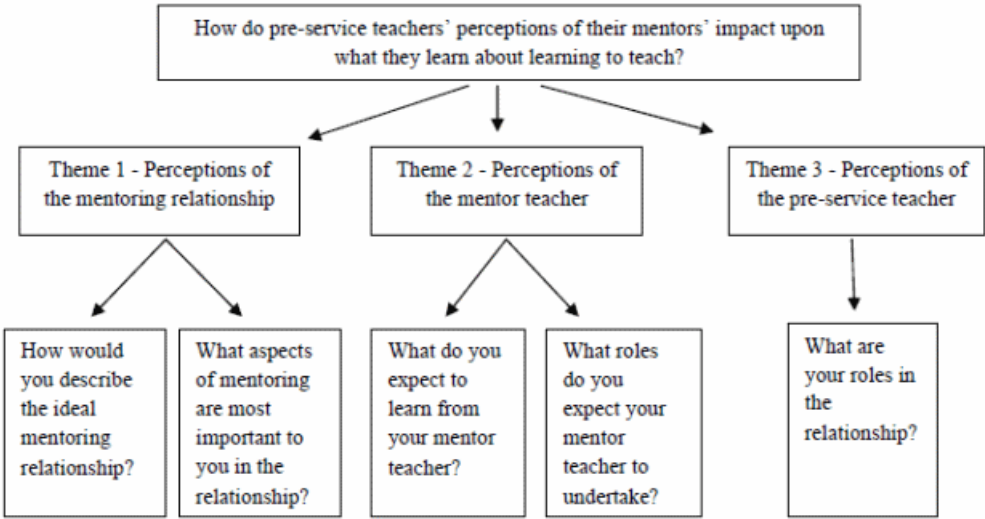 How do pre-service teachers' perceptions of their mentors' impact upon
what they learn about learning to teach?
Theme 1 - Perceptions of
the mentoring relationship
Theme 2 - Perceptions of
the mentor teacher
Theme 3 - Perceptions of
the pre-service teacher
How would
you describe
the ideal
mentoring
relationship?
What aspects
of mentoring
are most
important to
you in the
relationship?
What do you
expect to
learn from
your mentor
teacher?
What roles
do you
expect your
mentor
teacher to
undertake?
What are
your roles in
the
relationship?